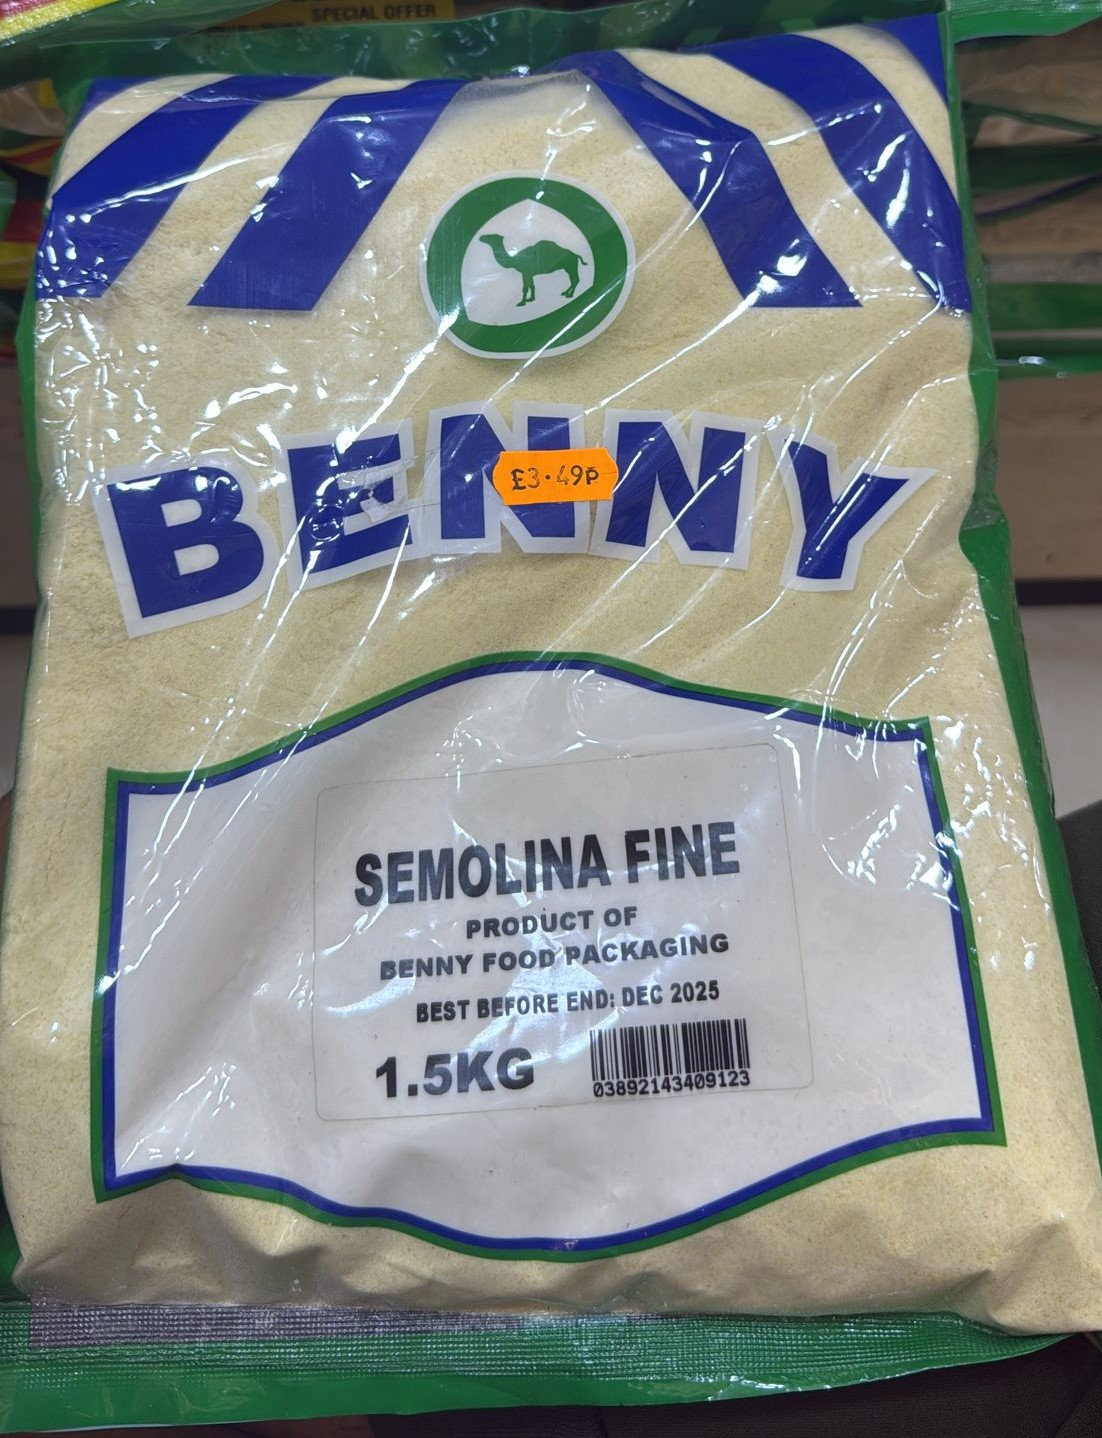 SPECIAL OFFER
BENNY
£3.49P
SEMOLINA FINE
PRODUCT OF
BENNY FOOD PACKAGING
BEST BEFORE END: DEC 2025
1.5KG
03892143409123